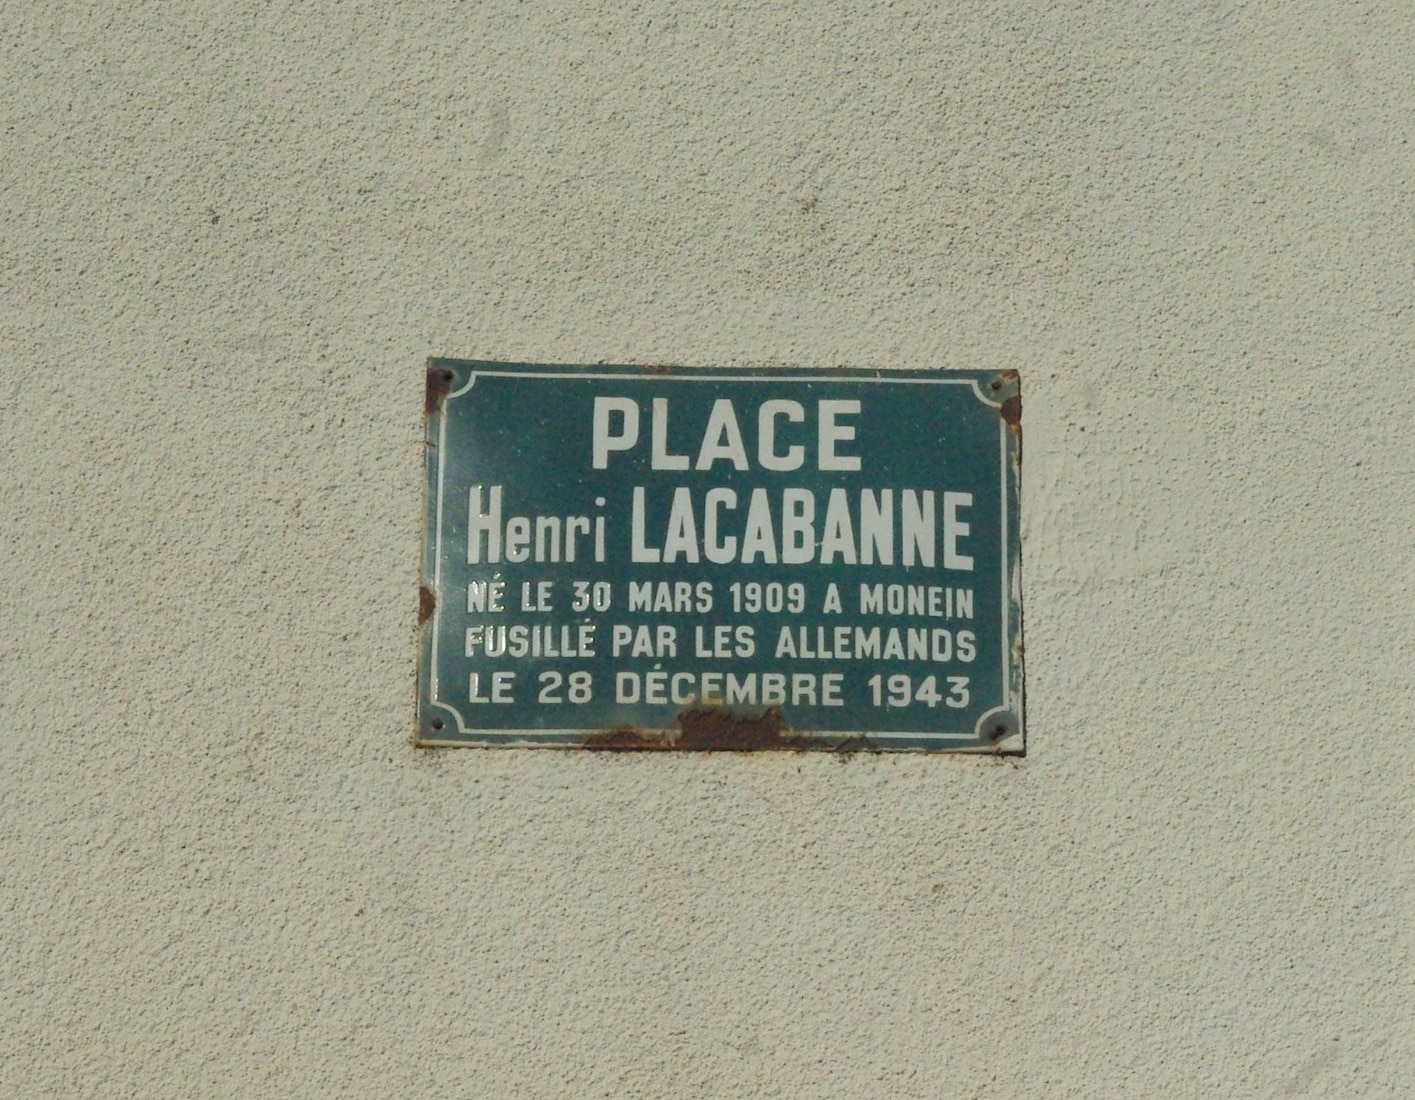 PLACE
Henri LACABANNE
NÉ LE 30 MARS 1909 A MONEIN
FUSILLÉ PAR LES ALLEMANDS
LE 28 DÉCEMBRE 1943